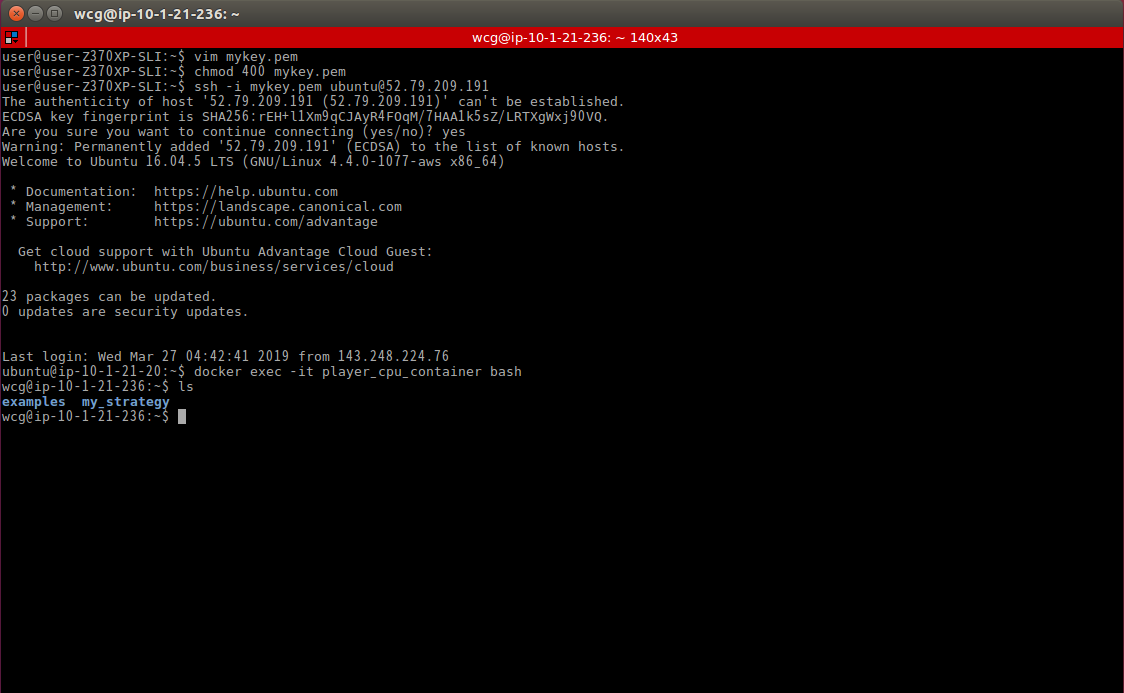 wcg@ip-10-1-21-236: ~
wcg@ip-10-1-21-236: ~ 140x43
user@user-Z370XP-SLI:~$ vim mykey.pem
user@user-Z370XP-SLI:~$ chmod 400 mykey.pem
user@user-Z370XP-SLI:~$ ssh -i mykey.pem ubuntu@52.79.209.191
The authenticity of host '52.79.209.191 (52.79.209.191)' can't be established.
ECDSA key fingerprint is SHA256:rEH+l1Xm9qCJAyR4FOqM/7HAA1k5sZ/LRTXgWxj9OVQ.
Are you sure you want to continue connecting (yes/no)? yes
Warning: Permanently added '52.79.209.191' (ECDSA) to the list of known hosts.
Welcome to Ubuntu 16.04.5 LTS (GNU/Linux 4.4.0-1077-aws x86_64)
* Documentation:  https://help.ubuntu.com
* Management:     https://landscape.canonical.com
* Support:        https://ubuntu.com/advantage
Get cloud support with Ubuntu Advantage Cloud Guest:
http://www.ubuntu.com/business/services/cloud
23 packages can be updated.
0 updates are security updates.
Last login: Wed Mar 27 04:42:41 2019 from 143.248.224.76
ubuntu@ip-10-1-21-20:~$ docker exec -it player_cpu_container bash
wcg@ip-10-1-21-236:~$ ls
examples  my_strategy
wcg@ip-10-1-21-236:~$